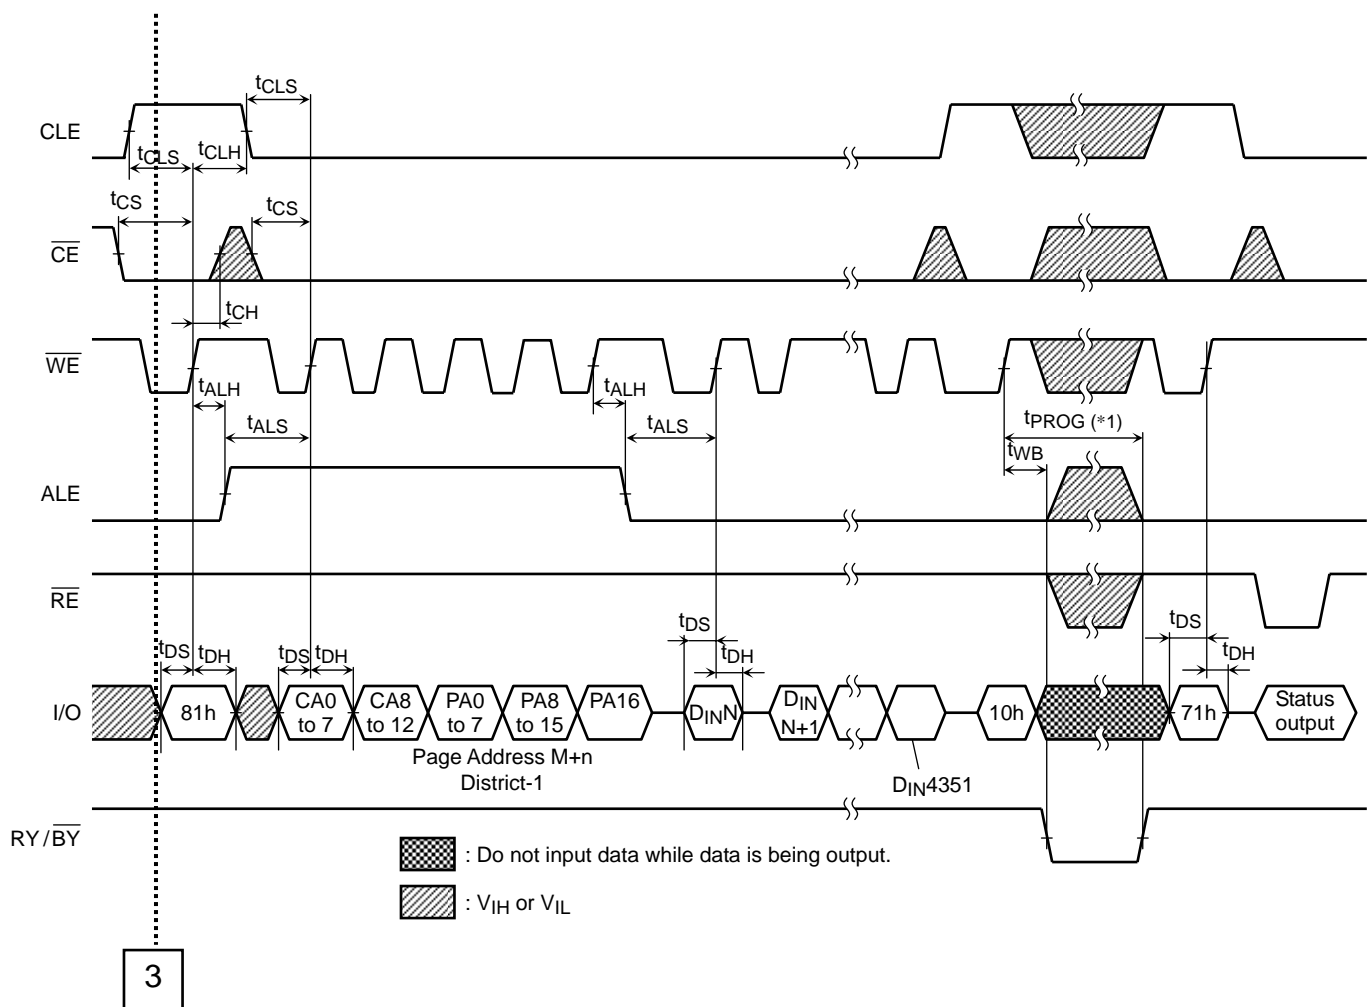 tCLS
CLE
tCLS tCLH
tCS tCS
CE
tCH
WE
tALH tALH
tALS tALS tPROG (*1)
tWB
ALE
RE
tDS tDH tDS tDH tDS tDH tDS tDH
I/O 81h CA0 to 7 CA8 to 12 PA0 to 7 PA8 to 15 PA16 DINN DIN N+1 10h 71h Status output
Page Address M+n
District-1
DIN4351
RY/BY
: Do not input data while data is being output.
: VIH or VIL
3